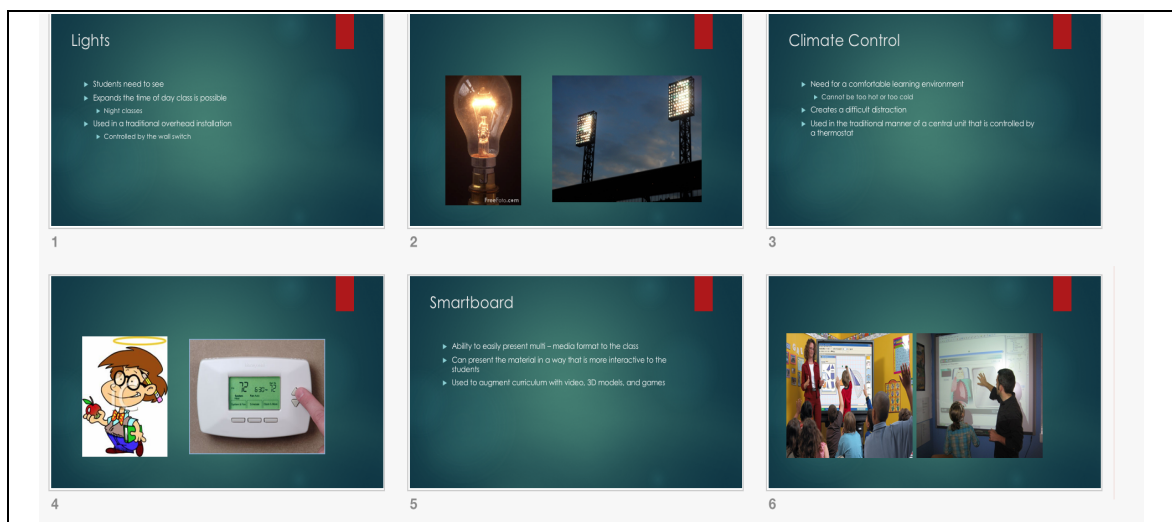 Lights
Students need to see
Expands the time of day class is possible
Night classes
Used in a traditional overhead installation
Controlled by the wall switch
1
FreeFoto.com
2
Climate Control
Need for a comfortable learning environment
Cannot be too hot or too cold
Creates a difficult distraction
Used in the traditional manner of a central unit that is controlled by
a thermostat
3
72
4
Smartboard
Ability to easily present multi – media format to the class
Can present the material in a way that is more interactive to the
students
Used to augment curriculum with video, 3D models, and games
5
6